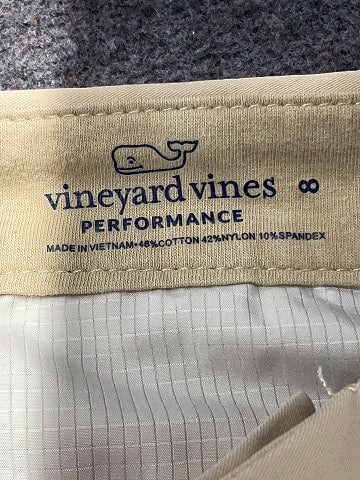 vineyard vines 8
PERFORMANCE
MADE IN VIETNAM•48%COTTON 42%NYLON 10%SPANDEX